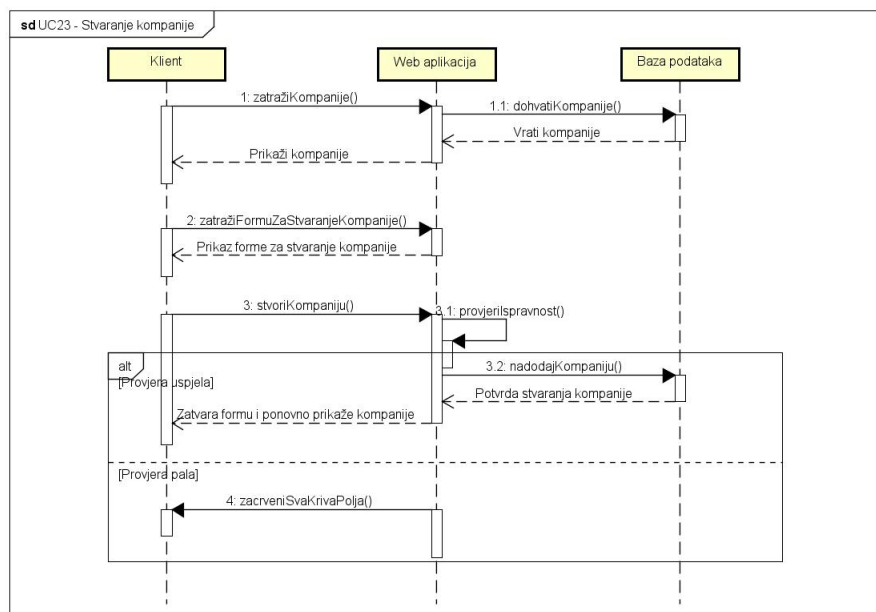 sd UC23 - Stvaranje kompanije
Klient
Web aplikacija
Baza podataka
1: zatražiKompanije()
1.1: dohvatiKompanije()
Vrati kompanije
Prikaži kompanije
2: zatražiFormuZaStvaranjeKompanije()
Prikaz forme za stvaranje kompanije
3: stvoriKompaniju()
3.1: provjeriIspravnost()
alt
3.2: nadodajKompaniju()
[Provjera uspjela]
Potvrda stvaranja kompanije
Zatvara formu i ponovno prikaže kompanije
[Provjera pala]
4: zacrveniSvaKrivaPolja()